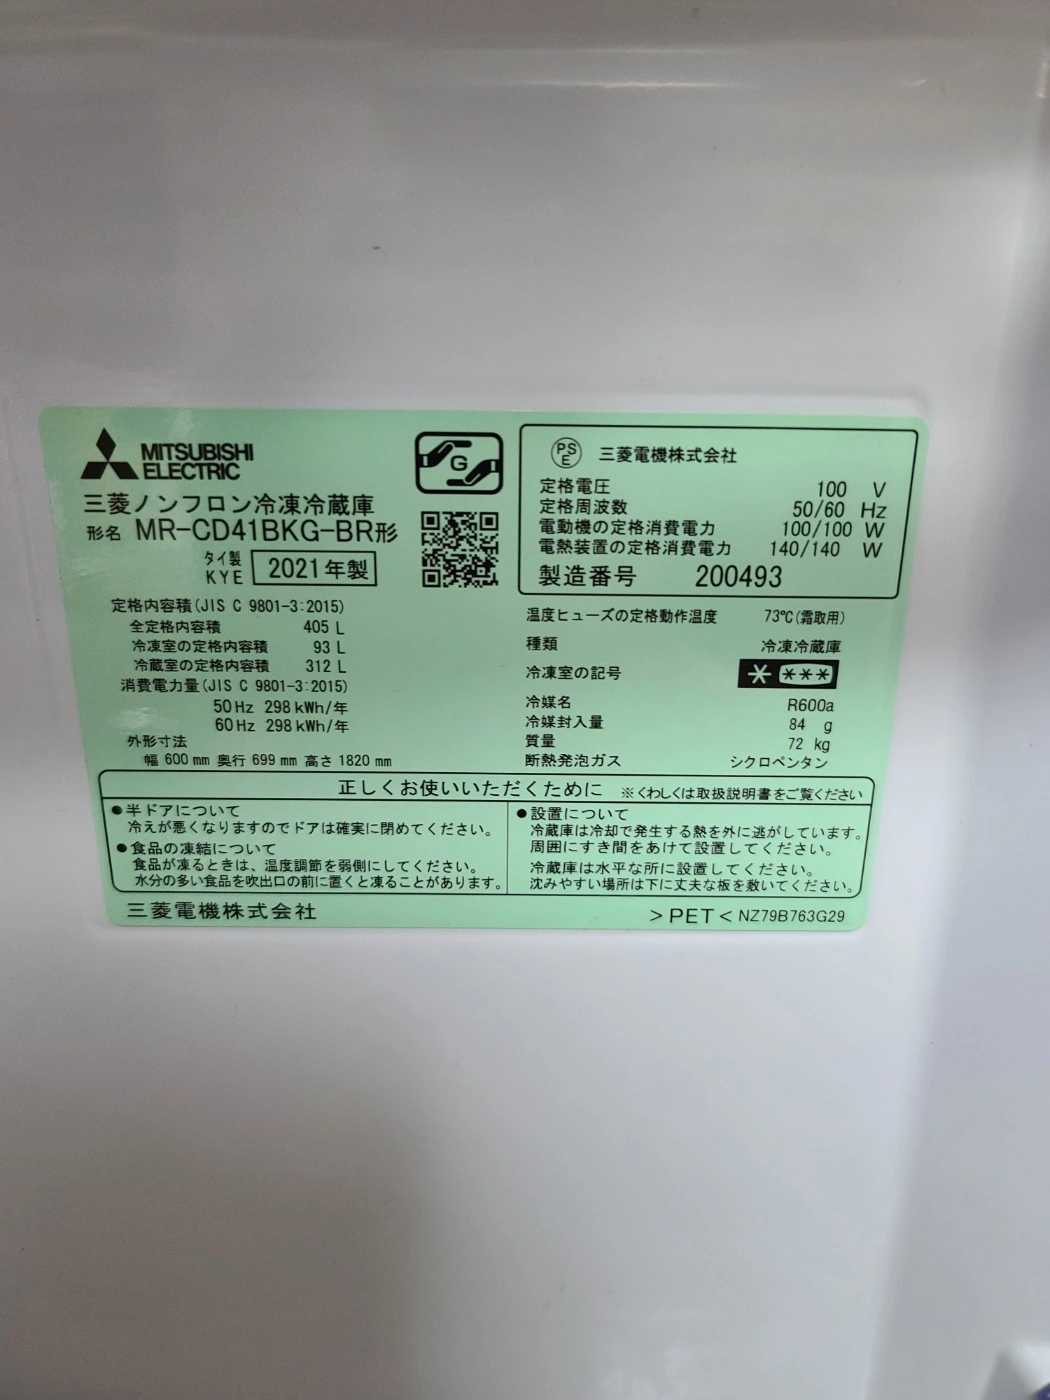 MITSUBISHI
ELECTRIC
G
三菱ノンフロン冷凍冷蔵庫
形名 MR-CD41BKG-BR形
タイ製
KYE 2021年製
定格内容積(JIS C 9801-3:2015)
全定格内容積 405 L
冷凍室の定格内容積 93 L
冷蔵室の定格内容積 312 L
消費電力量(JIS C 9801-3:2015)
50Hz 298kWh/年
60Hz 298kWh/年
外形寸法
幅 600mm 奥行 699mm 高さ 1820mm
PSE 三菱電機株式会社
定格電圧 100 V
定格周波数 50/60 Hz
電動機の定格消費電力 100/100 W
電熱装置の定格消費電力 140/140 W
製造番号 200493
温度ヒューズの定格動作温度 73℃(霜取用)
種類 冷凍冷蔵庫
冷凍室の記号 * ***
冷媒名 R600a
冷媒封入量 84 g
質量 72 kg
断熱発泡ガス シクロペンタン
正しくお使いいただくために ※くわしくは取扱説明書をご覧ください
●半ドアについて
冷えが悪くなりますのでドアは確実に閉めてください。
●食品の凍結について
食品が凍るときは、温度調節を弱側にしてください。
水分の多い食品を吹出口の前に置くと凍ることがあります。
●設置について
冷蔵庫は冷却で発生する熱を外に逃がしています。
周囲にすき間をあけて設置してください。
冷蔵庫は水平な所に設置してください。
沈みやすい場所は下に丈夫な板を敷いてください。
三菱電機株式会社
>PET< NZ79B763G29